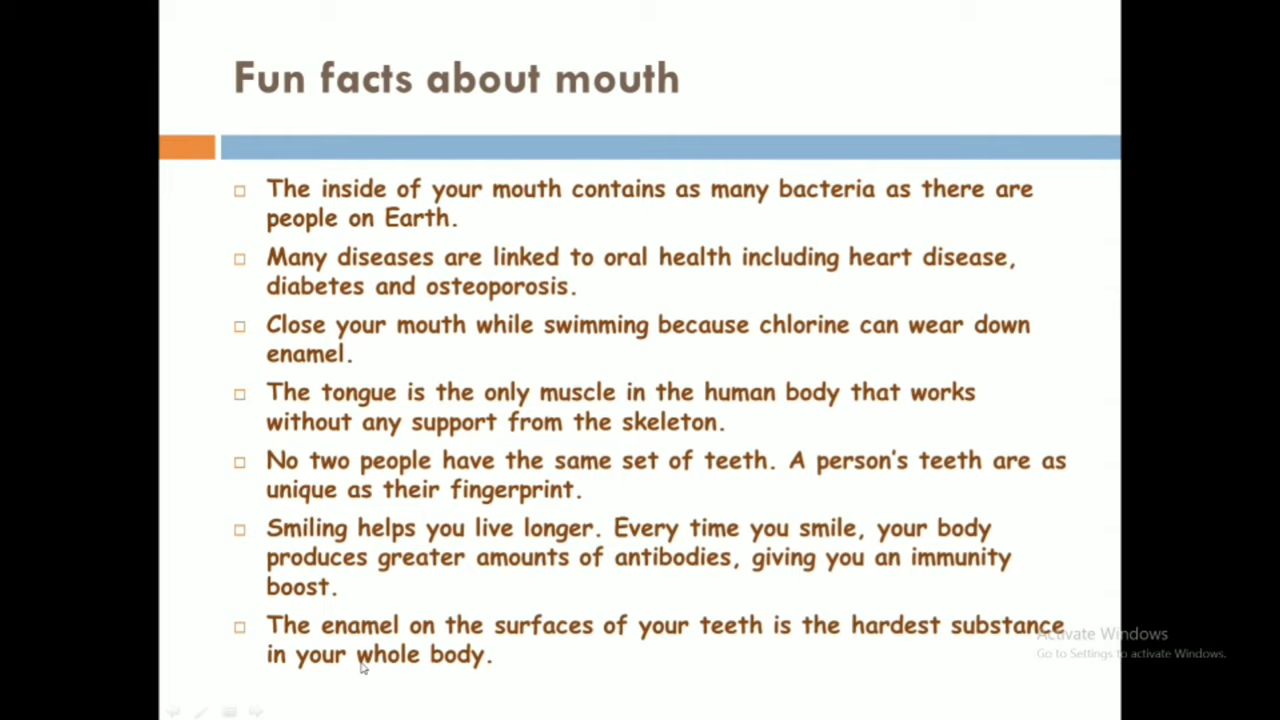 Fun facts about mouth
The inside of your mouth contains as many bacteria as there are
people on Earth.
Many diseases are linked to oral health including heart disease,
diabetes and osteoporosis.
Close your mouth while swimming because chlorine can wear down
enamel.
The tongue is the only muscle in the human body that works
without any support from the skeleton.
No two people have the same set of teeth. A person's teeth are as
unique as their fingerprint.
Smiling helps you live longer. Every time you smile, your body
produces greater amounts of antibodies, giving you an immunity
boost.
The enamel on the surfaces of your teeth is the hardest substance
in your whole body.
Activate Windows
Go to Settings to activate Windows.